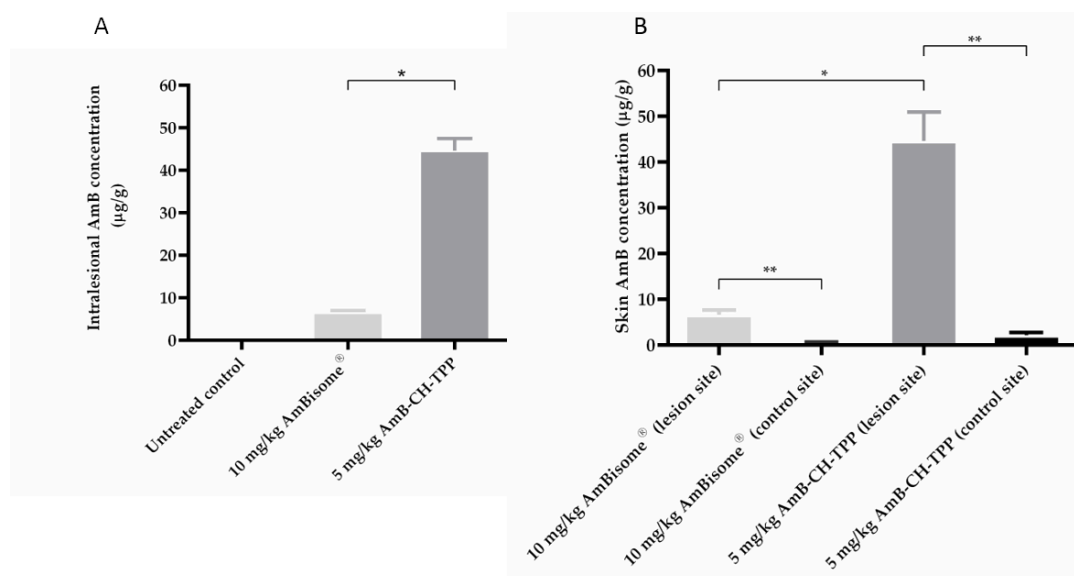 A
Intralesional AmB concentration
(µg/g)
60
50
40
30
20
10
0
*
Untreated control
10 mg/kg AmBisome®
5 mg/kg AmB-CH-TPP
B
Skin AmB concentration (µg/g)
60
50
40
30
20
10
0
**
*
**
10 mg/kg AmBisome® (lesion site)
10 mg/kg AmBisome® (control site)
5 mg/kg AmB-CH-TPP (lesion site)
5 mg/kg AmB-CH-TPP (control site)